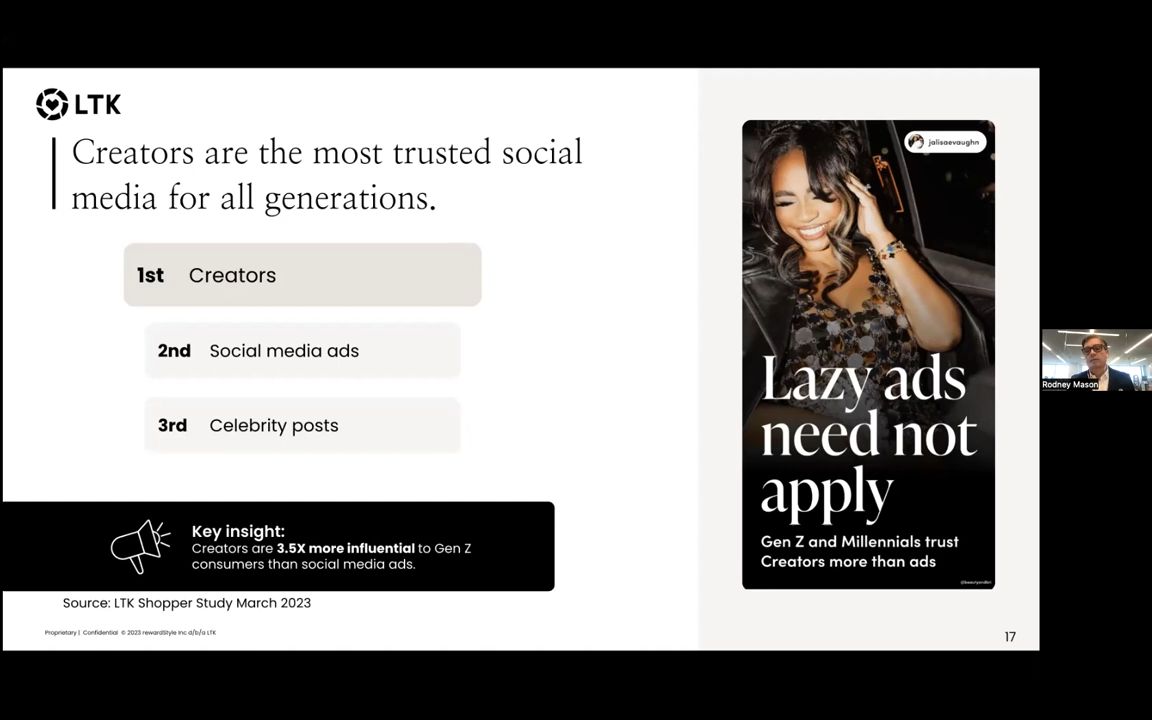 LTK
Creators are the most trusted social
media for all generations.
1st Creators
2nd Social media ads
3rd Celebrity posts
Key insight:
Creators are 3.5X more influential to Gen Z
consumers than social media ads.
Source: LTK Shopper Study March 2023
Proprietary | Confidential © 2023 rewardStyle Inc d/b/a LTK
jalisaevaughn
Lazy ads
need not
apply
Gen Z and Millennials trust
Creators more than ads
17
Rodney Mason